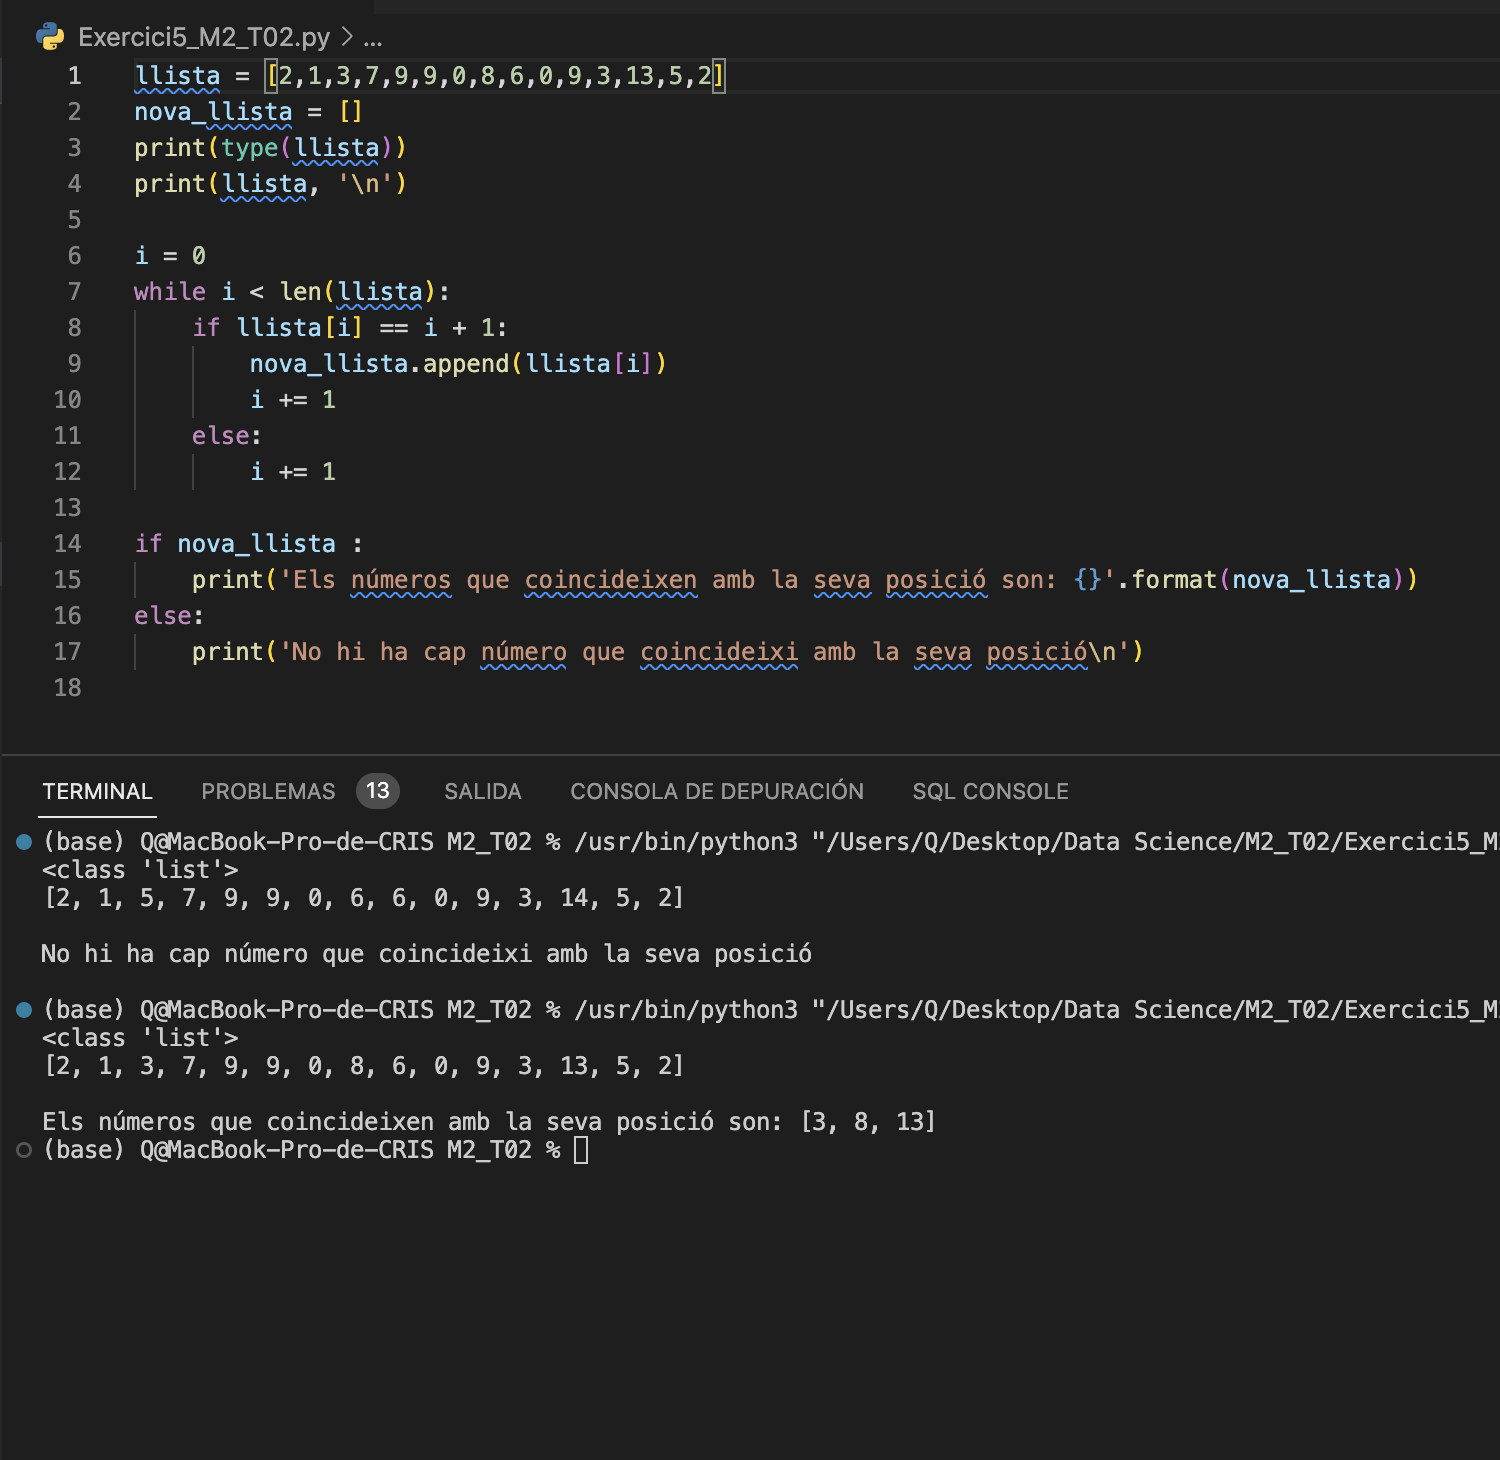 Exercici5_M2_T02.py > ...
1 llista = [2,1,3,7,9,9,0,8,6,0,9,3,13,5,2]
2 nova_llista = []
3 print(type(llista))
4 print(llista, '\n')
5
6 i = 0
7 while i < len(llista):
8     if llista[i] == i + 1:
9         nova_llista.append(llista[i])
10         i += 1
11     else:
12         i += 1
13
14 if nova_llista :
15     print('Els números que coincideixen amb la seva posició son: {}'.format(nova_llista))
16 else:
17     print('No hi ha cap número que coincideixi amb la seva posició\n')
18
TERMINAL PROBLEMAS 13 SALIDA CONSOLA DE DEPURACIÓN SQL CONSOLE
(base) Q@MacBook-Pro-de-CRIS M2_T02 % /usr/bin/python3 "/Users/Q/Desktop/Data Science/M2_T02/Exercici5_M
<class 'list'>
[2, 1, 5, 7, 9, 9, 0, 6, 6, 0, 9, 3, 14, 5, 2]
No hi ha cap número que coincideixi amb la seva posició
(base) Q@MacBook-Pro-de-CRIS M2_T02 % /usr/bin/python3 "/Users/Q/Desktop/Data Science/M2_T02/Exercici5_M
<class 'list'>
[2, 1, 3, 7, 9, 9, 0, 8, 6, 0, 9, 3, 13, 5, 2]
Els números que coincideixen amb la seva posició son: [3, 8, 13]
(base) Q@MacBook-Pro-de-CRIS M2_T02 %